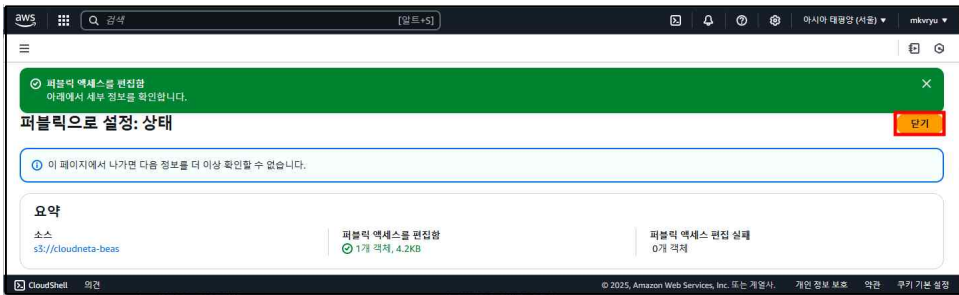 aws
검색
[알트+S]
아시아 태평양 (서울)
mkvryu
퍼블릭 액세스를 편집함
아래에서 세부 정보를 확인합니다.
퍼블릭으로 설정: 상태
닫기
이 페이지에서 나가면 다음 정보를 더 이상 확인할 수 없습니다.
요약
소스
퍼블릭 액세스를 편집함
퍼블릭 액세스 편집 실패
s3://cloudneta-beas
1개 객체, 4.2KB
0개 객체
CloudShell
의견
© 2025, Amazon Web Services, Inc. 또는 계열사.
개인 정보 보호
약관
쿠키 기본 설정